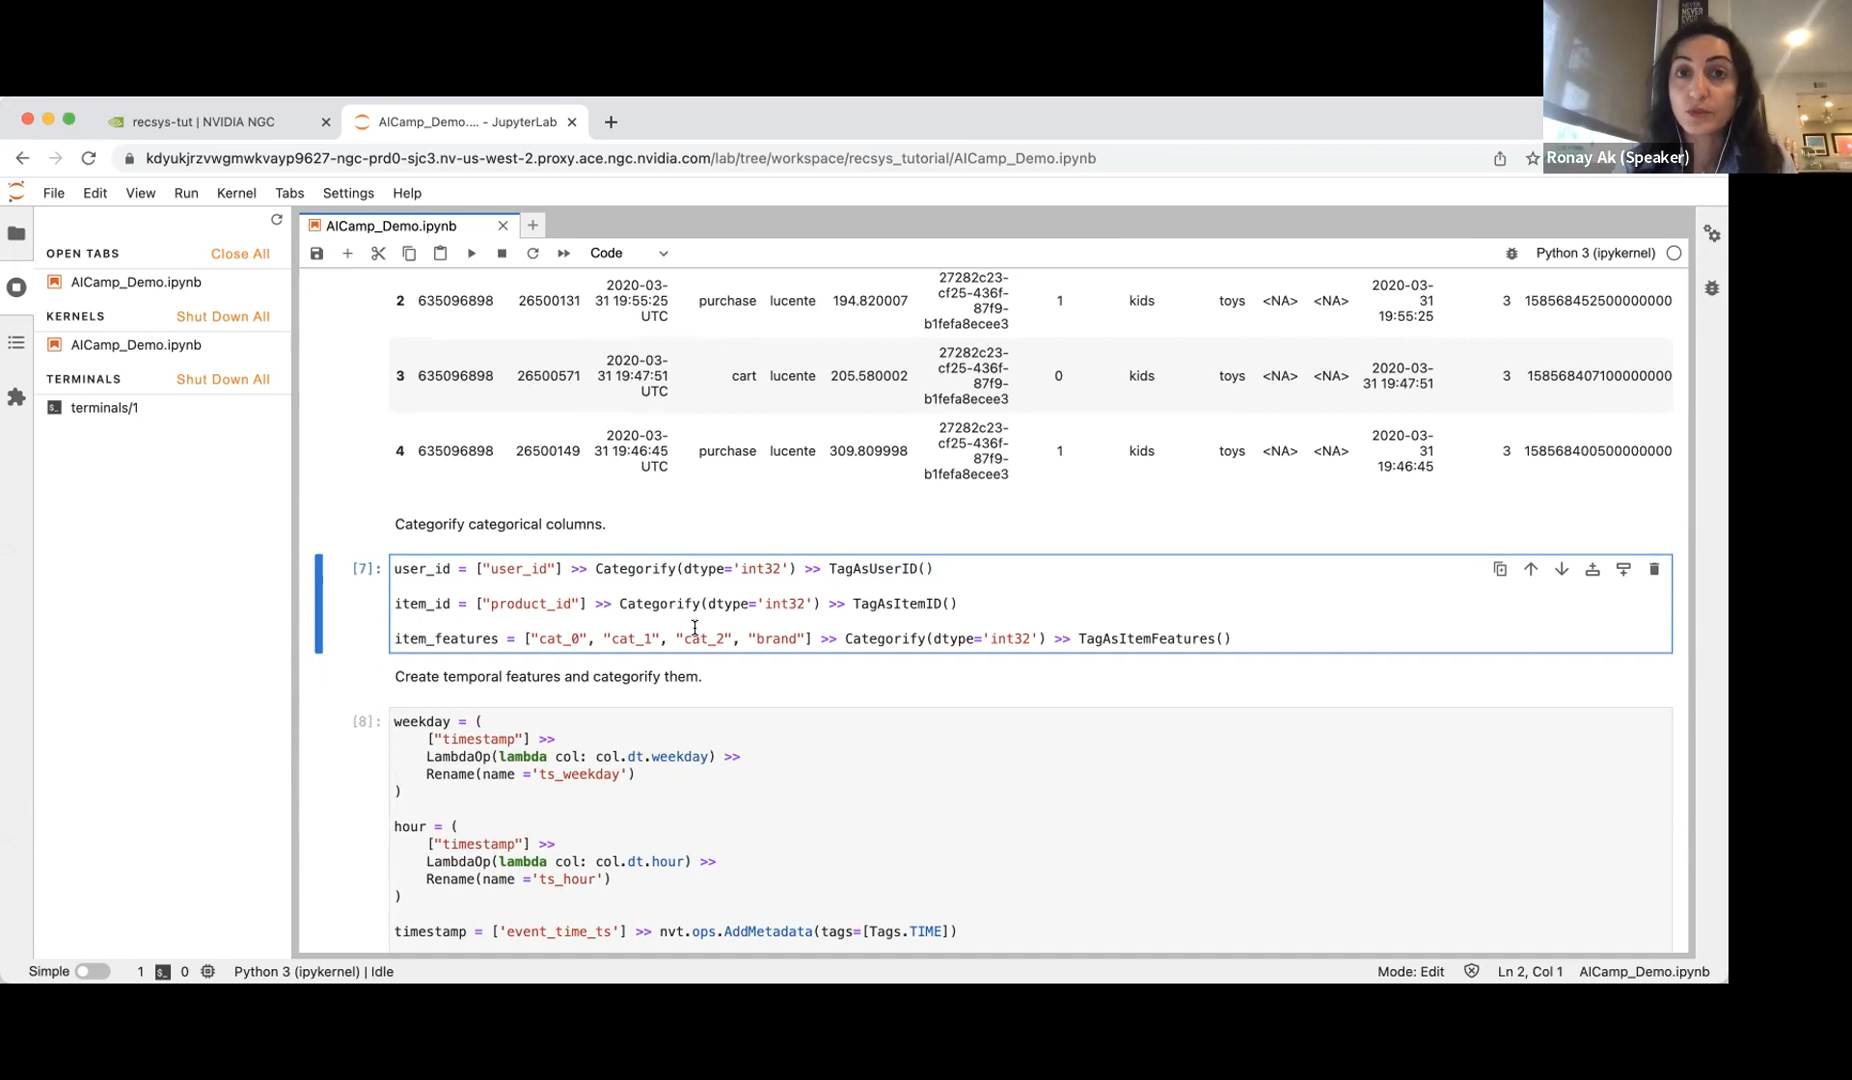 NEVER NEVER EVER
Ronay Ak (Speaker)
recsys-tut | NVIDIA NGC
AICamp_Demo.... - JupyterLab
kdyukjrzvwgmwkvayp9627-ngc-prd0-sjc3.nv-us-west-2.proxy.ace.ngc.nvidia.com/lab/tree/workspace/recsys_tutorial/AICamp_Demo.ipynb
File Edit View Run Kernel Tabs Settings Help
OPEN TABS Close All
AICamp_Demo.ipynb
KERNELS Shut Down All
AICamp_Demo.ipynb
TERMINALS Shut Down All
terminals/1
AICamp_Demo.ipynb
Code
Python 3 (ipykernel)
2 635096898 26500131 2020-03-31 19:55:25 UTC purchase lucente 194.820007 27282c23-cf25-436f-87f9-b1fefa8ecee3 1 kids toys <NA> <NA> 2020-03-31 19:55:25 3 1585684525000000000
3 635096898 26500571 2020-03-31 19:47:51 UTC cart lucente 205.580002 27282c23-cf25-436f-87f9-b1fefa8ecee3 0 kids toys <NA> <NA> 2020-03-31 19:47:51 3 1585684071000000000
4 635096898 26500149 2020-03-31 19:46:45 UTC purchase lucente 309.809998 27282c23-cf25-436f-87f9-b1fefa8ecee3 1 kids toys <NA> <NA> 2020-03-31 19:46:45 3 1585684005000000000
Categorify categorical columns.
[7]:
user_id = ["user_id"] >> Categorify(dtype='int32') >> TagAsUserID()
item_id = ["product_id"] >> Categorify(dtype='int32') >> TagAsItemID()
item_features = ["cat_0", "cat_1", "cat_2", "brand"] >> Categorify(dtype='int32') >> TagAsItemFeatures()
Create temporal features and categorify them.
[8]:
weekday = (
["timestamp"] >>
LambdaOp(lambda col: col.dt.weekday) >>
Rename(name ='ts_weekday')
)
hour = (
["timestamp"] >>
LambdaOp(lambda col: col.dt.hour) >>
Rename(name ='ts_hour')
)
timestamp = ['event_time_ts'] >> nvt.ops.AddMetadata(tags=[Tags.TIME])
Simple 1 0 Python 3 (ipykernel) | Idle
Mode: Edit Ln 2, Col 1 AICamp_Demo.ipynb